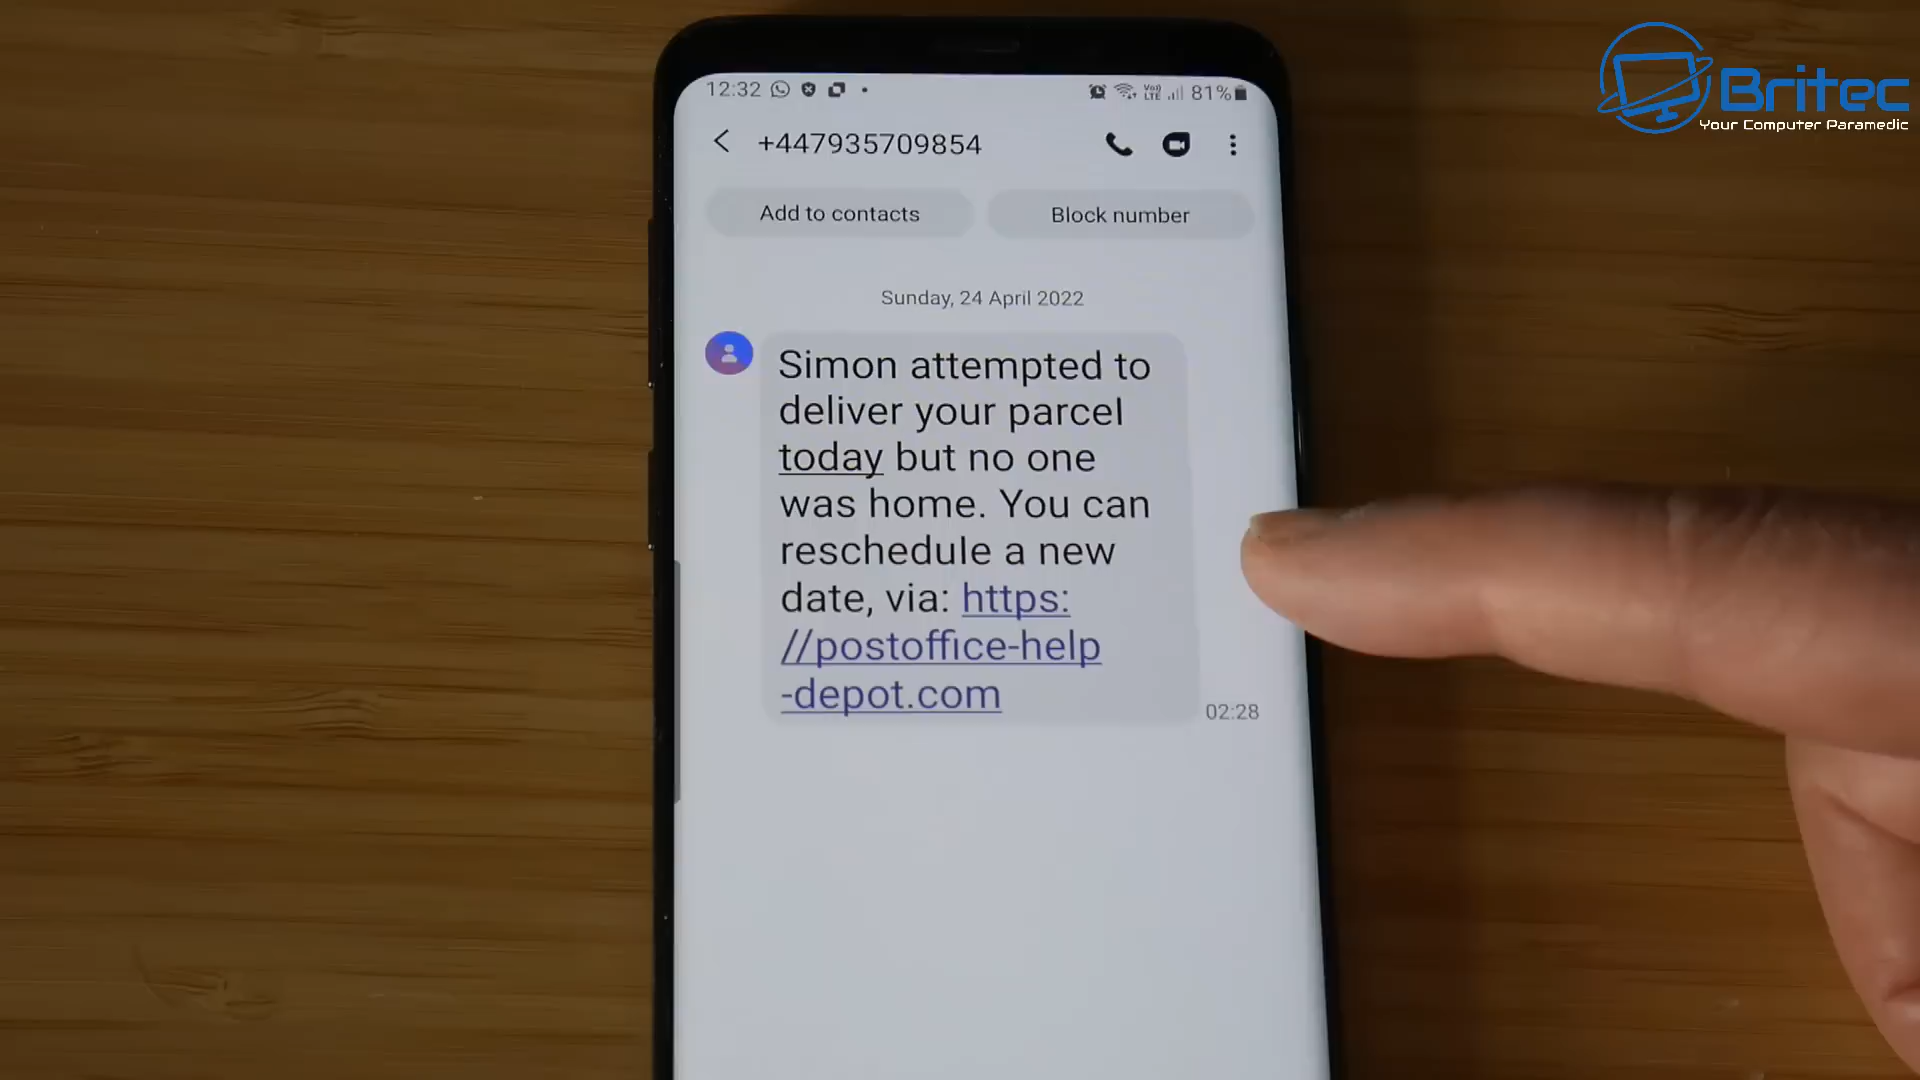 Britec
Your Computer Paramedic
12:32 81%
+447935709854
Add to contacts Block number
Sunday, 24 April 2022
Simon attempted to
deliver your parcel
today but no one
was home. You can
reschedule a new
date, via: https:
//postoffice-help
-depot.com
02:28